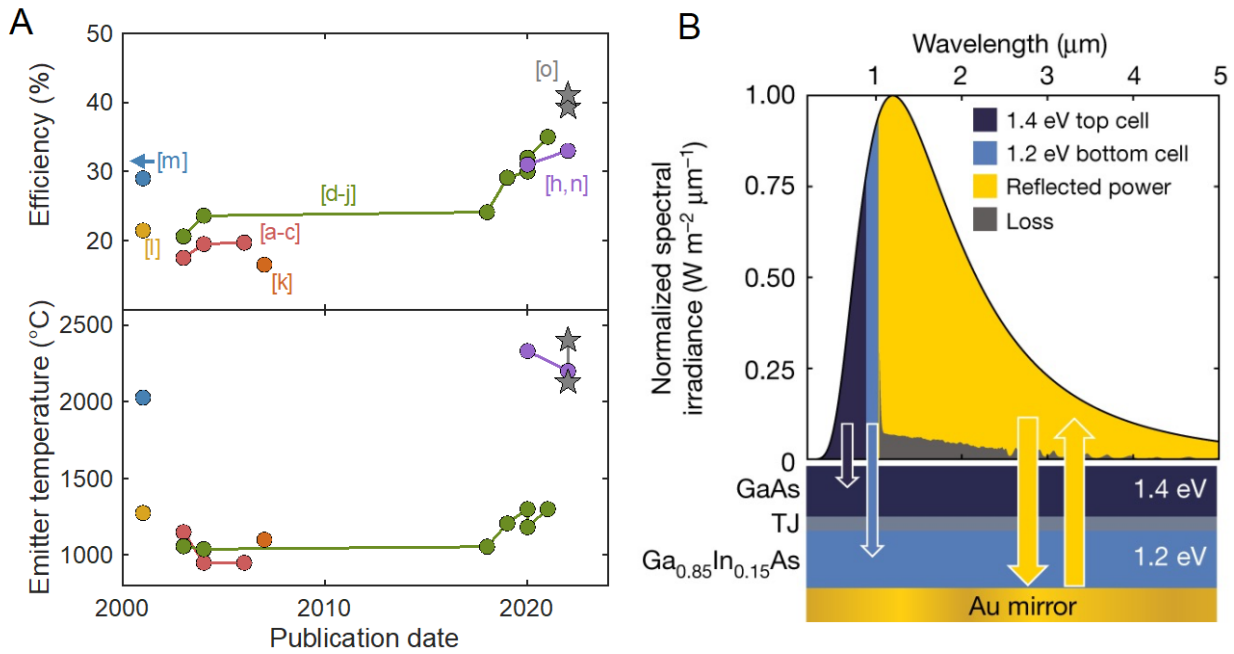 A
50
40
30
20
Efficiency (%)
[o]
[m]
[h,n]
[d-j]
[l]
[a-c]
[k]
2500
2000
1500
1000
Emitter temperature (°C)
2000
2010
2020
Publication date
B
Wavelength (μm)
1 2 3 4 5
1.00
0.75
0.50
0.25
0
Normalized spectral
irradiance (W m⁻² μm⁻¹)
1.4 eV top cell
1.2 eV bottom cell
Reflected power
Loss
GaAs
1.4 eV
TJ
Ga₀.₈₅In₀.₁₅As
1.2 eV
Au mirror